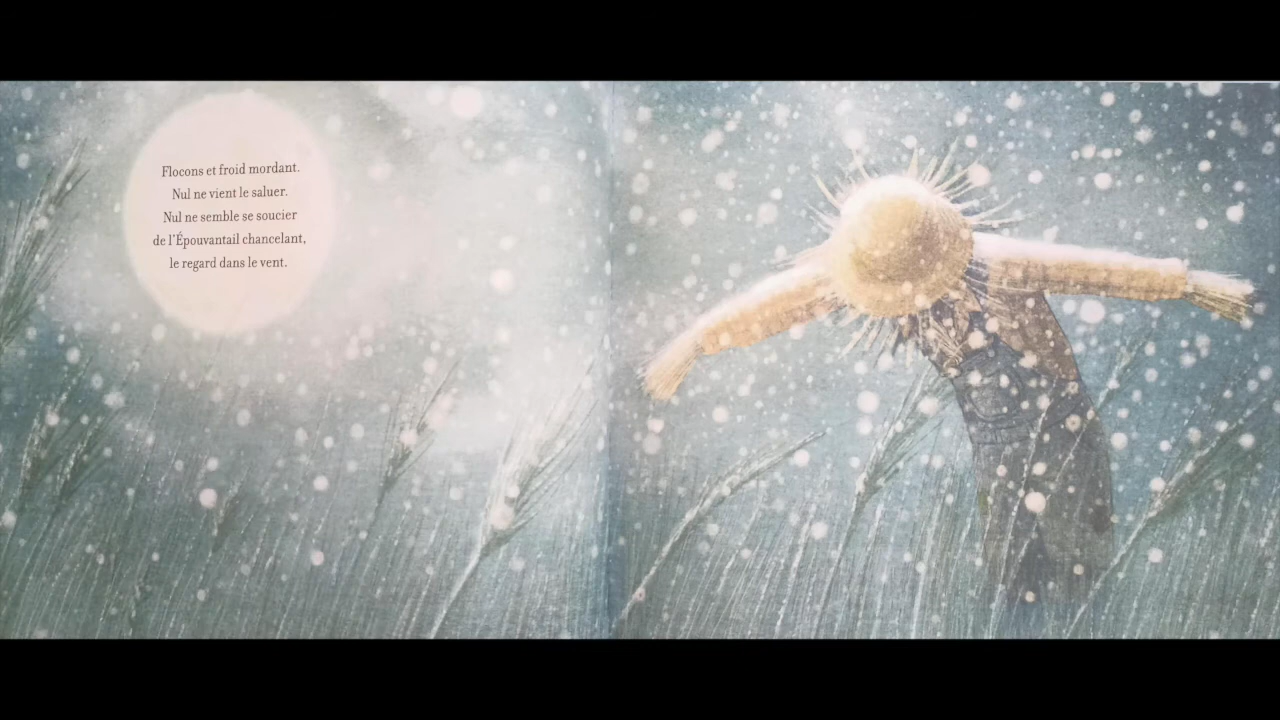 Flocons et froid mordant.
Nul ne vient le saluer.
Nul ne semble se soucier
de l’Épouvantail chancelant,
le regard dans le vent.